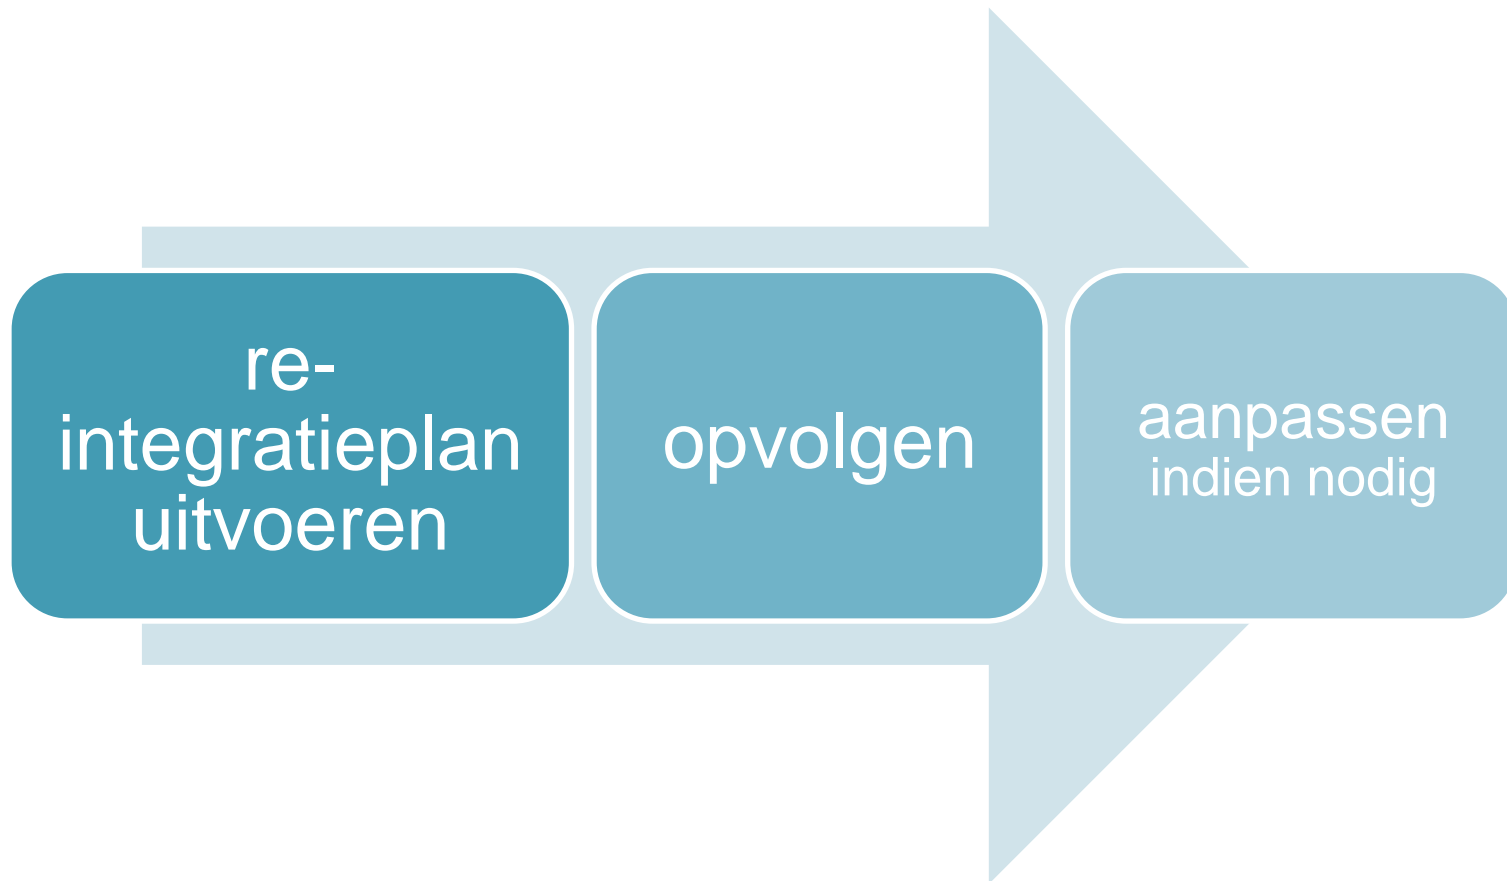 re-
integratieplan
uitvoeren
opvolgen
aanpassen
indien nodig